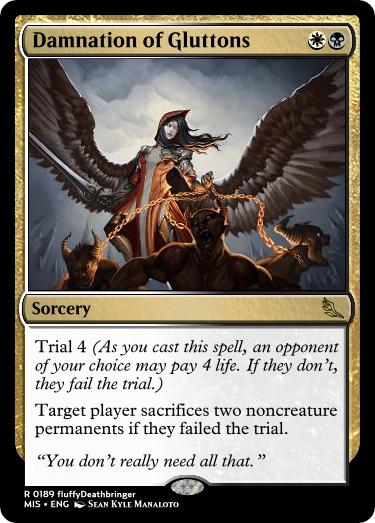 Damnation of Gluttons
Sorcery
Trial 4 (As you cast this spell, an opponent
of your choice may pay 4 life. If they don't,
they fail the trial.)
Target player sacrifices two noncreature
permanents if they failed the trial.
“You don't really need all that.”
R 0189 fluffyDeathbringer
MIS • EN Sean Kyle Manaloto